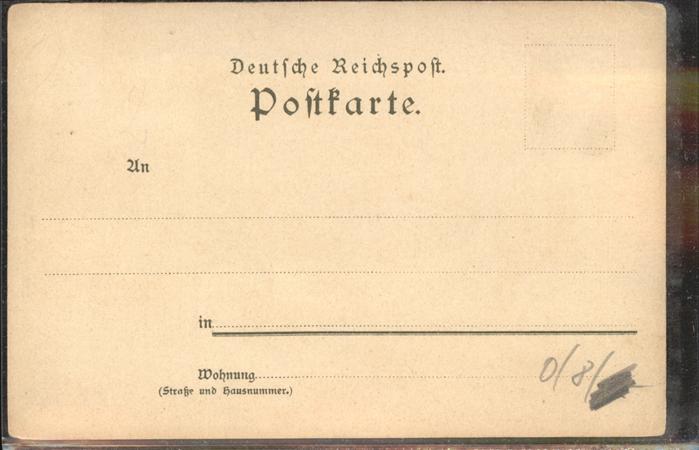 Deutsche Reichspost.
Postkarte.
An
in
Wohnung
(Straße und Hausnummer.)
0/8/